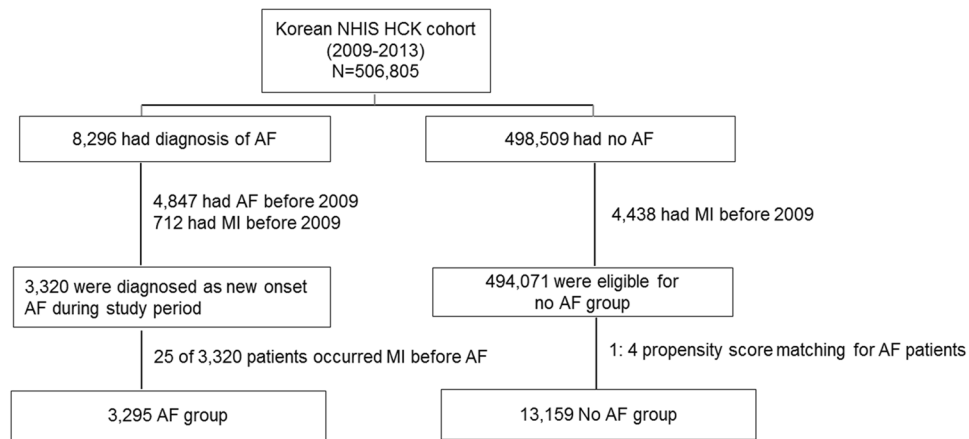 Korean NHIS HCK cohort
(2009-2013)
N=506,805
8,296 had diagnosis of AF
498,509 had no AF
4,847 had AF before 2009
712 had MI before 2009
4,438 had MI before 2009
3,320 were diagnosed as new onset
AF during study period
494,071 were eligible for
no AF group
25 of 3,320 patients occurred MI before AF
1: 4 propensity score matching for AF patients
3,295 AF group
13,159 No AF group